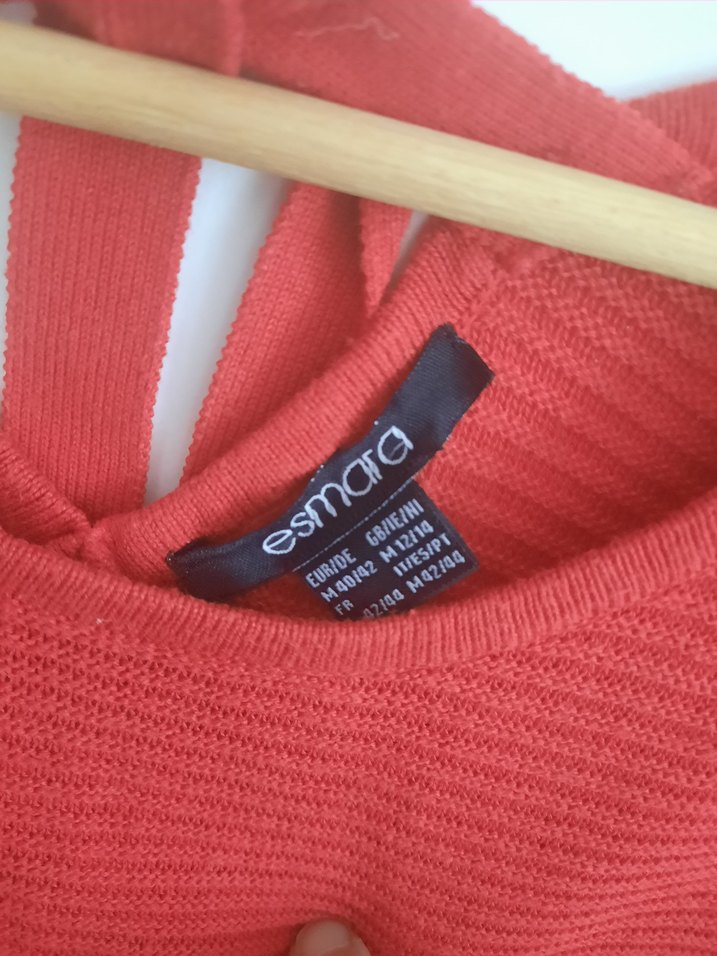 esmara
EUR/DE GB/IE/NI
M 40/42 M 12/14
FR IT/ES/PT
42/44 M 42/44